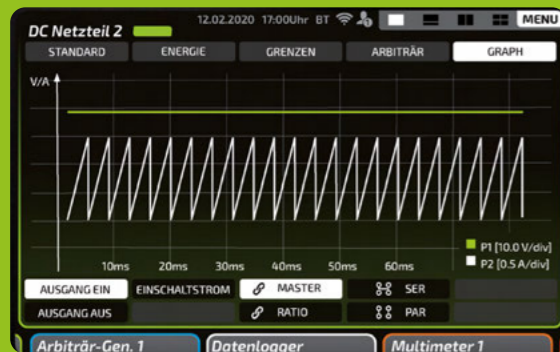 DC Netzteil 2
12.02.2020 17:00Uhr BT
MENU
STANDARD ENERGIE GRENZEN ARBITRÄR GRAPH
V/A
P1 [10.0 V/div]
P2 [0.5 A/div]
10ms 20ms 30ms 40ms 50ms 60ms
AUSGANG EIN EINSCHALTSTROM MASTER SER
AUSGANG AUS RATIO PAR
Arbiträr-Gen. 1 Datenlogger Multimeter 1